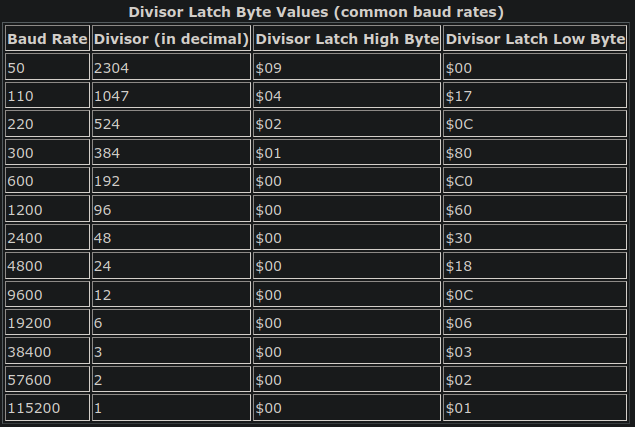 Divisor Latch Byte Values (common baud rates)
Baud Rate Divisor (in decimal) Divisor Latch High Byte Divisor Latch Low Byte
50 2304 $09 $00
110 1047 $04 $17
220 524 $02 $0C
300 384 $01 $80
600 192 $00 $C0
1200 96 $00 $60
2400 48 $00 $30
4800 24 $00 $18
9600 12 $00 $0C
19200 6 $00 $06
38400 3 $00 $03
57600 2 $00 $02
115200 1 $00 $01